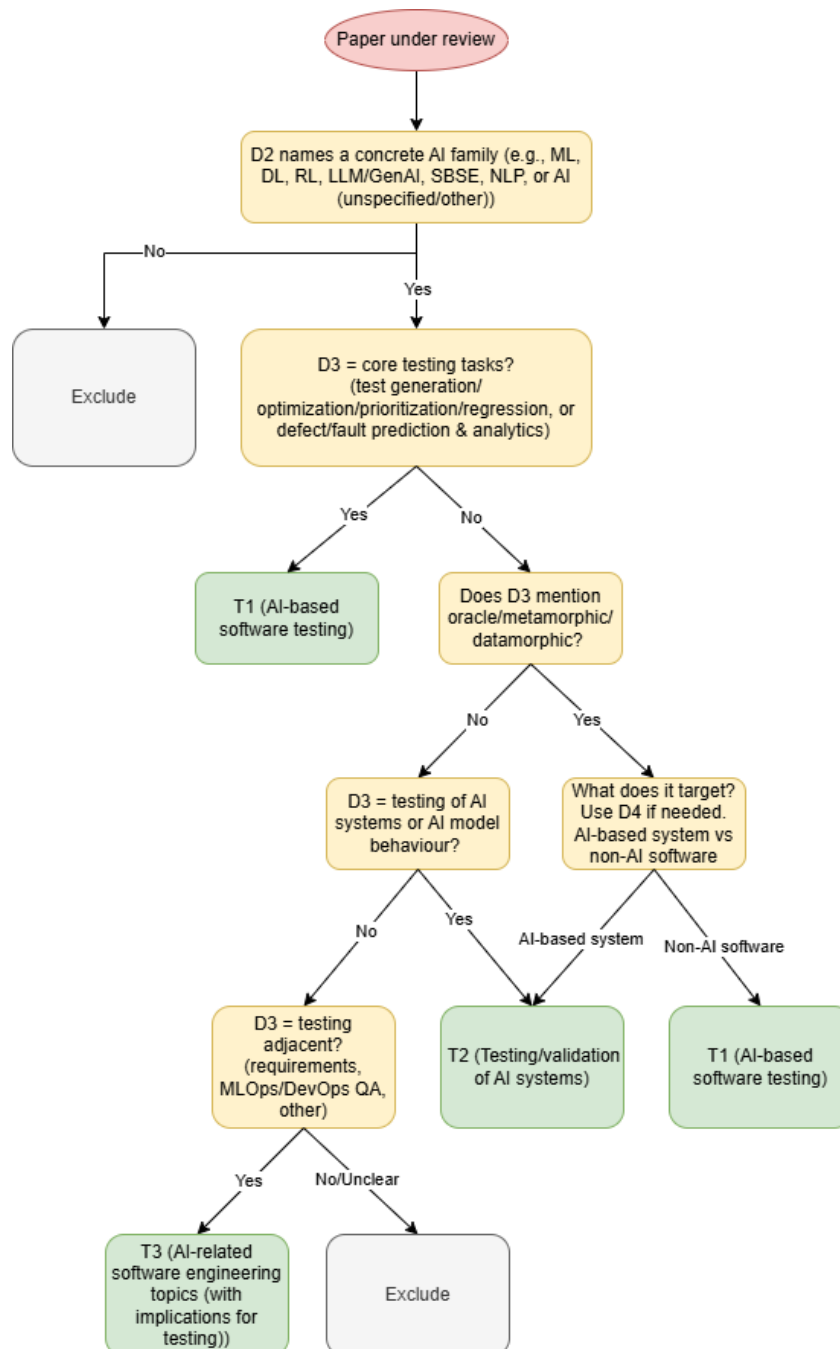 Paper under review
D2 names a concrete AI family (e.g., ML,
DL, RL, LLM/GenAI, SBSE, NLP, or AI
(unspecified/other))
No
Yes
Exclude
D3 = core testing tasks?
(test generation/
optimization/prioritization/regression, or
defect/fault prediction & analytics)
Yes
No
T1 (AI-based
software testing)
Does D3 mention
oracle/metamorphic/
datamorphic?
No
Yes
D3 = testing of AI
systems or AI model
behaviour?
What does it target?
Use D4 if needed.
AI-based system vs
non-AI software
No
Yes
AI-based system
Non-AI software
D3 = testing
adjacent?
(requirements,
MLOps/DevOps QA,
other)
T2 (Testing/validation
of AI systems)
T1 (AI-based
software testing)
Yes
No/Unclear
T3 (AI-related
software engineering
topics (with
implications for
testing))
Exclude